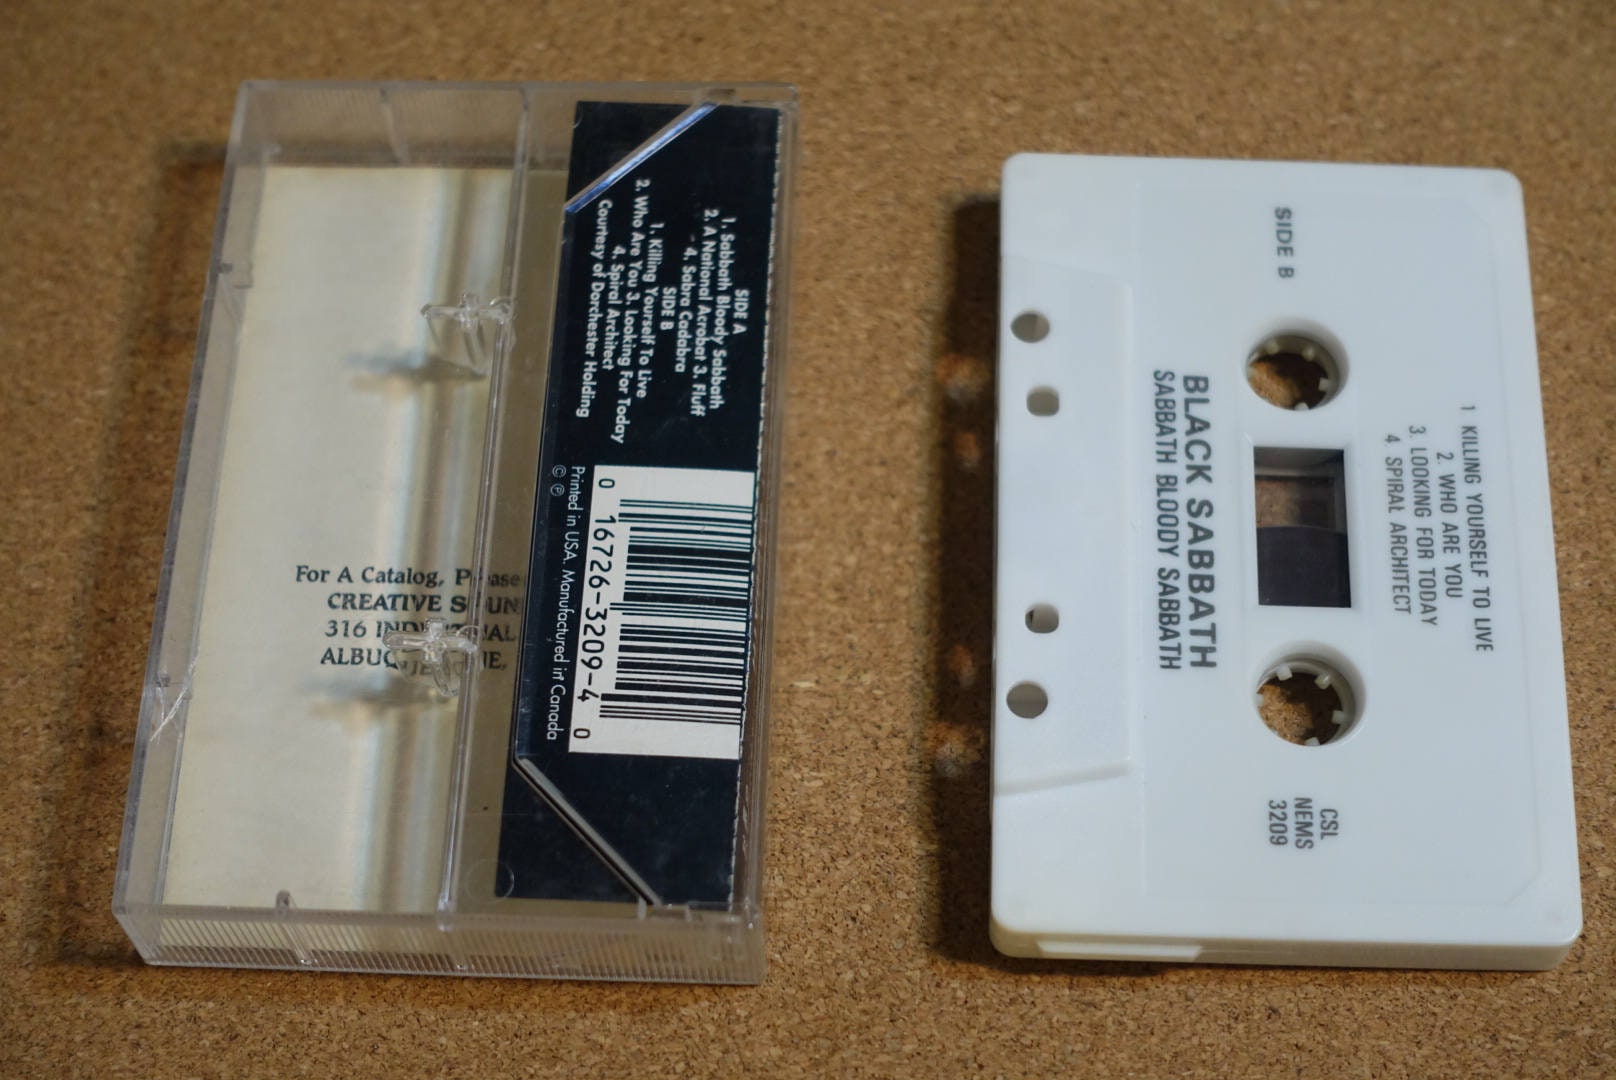 SIDE A
1. Sabbath Bloody Sabbath
2. A National Acrobat 3. Fluff
4. Sabra Cadabra
SIDE B
1. Killing Yourself To Live
2. Who Are You 3. Looking For Today
4. Spiral Architect
Courtesy of Dorchester Holding
0 16726-3209-4 0
Printed in USA. Manufactured in Canada
© ℗
For A Catalog,
CREATIVE
316
SIDE B
1 KILLING YOURSELF TO LIVE
2. WHO ARE YOU
3. LOOKING FOR TODAY
4 SPIRAL ARCHITECT
BLACK SABBATH
SABBATH BLOODY SABBATH
CSL
NEMS
3209